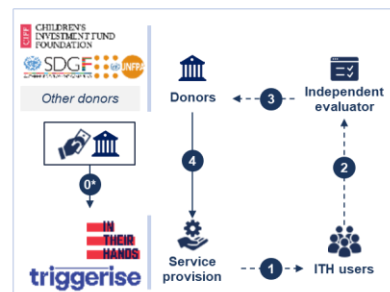 CIFF
CHILDREN'S
INVESTMENT FUND
FOUNDATION
SDGF
UNFPA
Other donors
Donors
3
Independent
evaluator
4
2
0*
IN
THEIR
HANDS
triggerise
Service
provision
1
ITH users